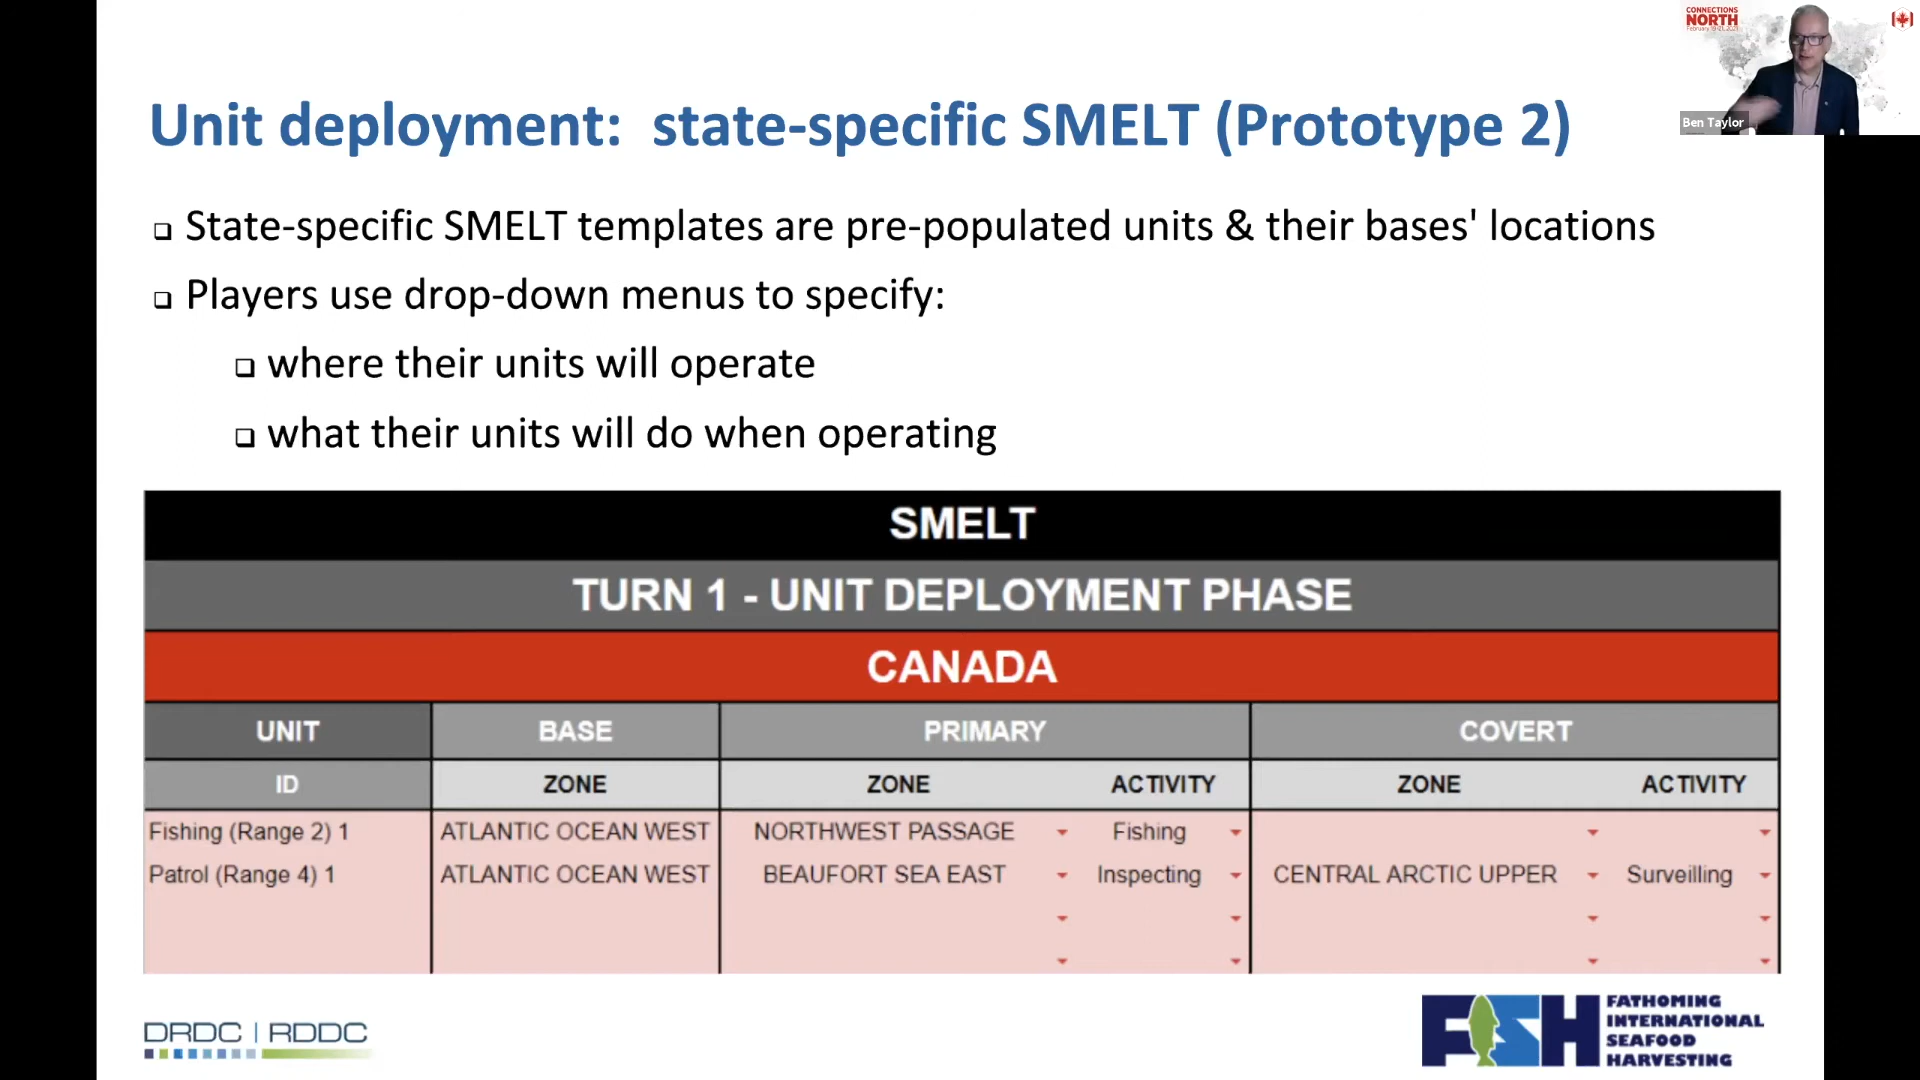 CONNECTIONS
NORTH
Ben Taylor
Unit deployment: state-specific SMELT (Prototype 2)
State-specific SMELT templates are pre-populated units & their bases' locations
Players use drop-down menus to specify:
where their units will operate
what their units will do when operating
SMELT
TURN 1 - UNIT DEPLOYMENT PHASE
CANADA
UNIT BASE PRIMARY COVERT
ID ZONE ZONE ACTIVITY ZONE ACTIVITY
Fishing (Range 2) 1 ATLANTIC OCEAN WEST NORTHWEST PASSAGE Fishing
Patrol (Range 4) 1 ATLANTIC OCEAN WEST BEAUFORT SEA EAST Inspecting CENTRAL ARCTIC UPPER Surveilling
DRDC | RDDC
FISH
FATHOMING
INTERNATIONAL
SEAFOOD
HARVESTING